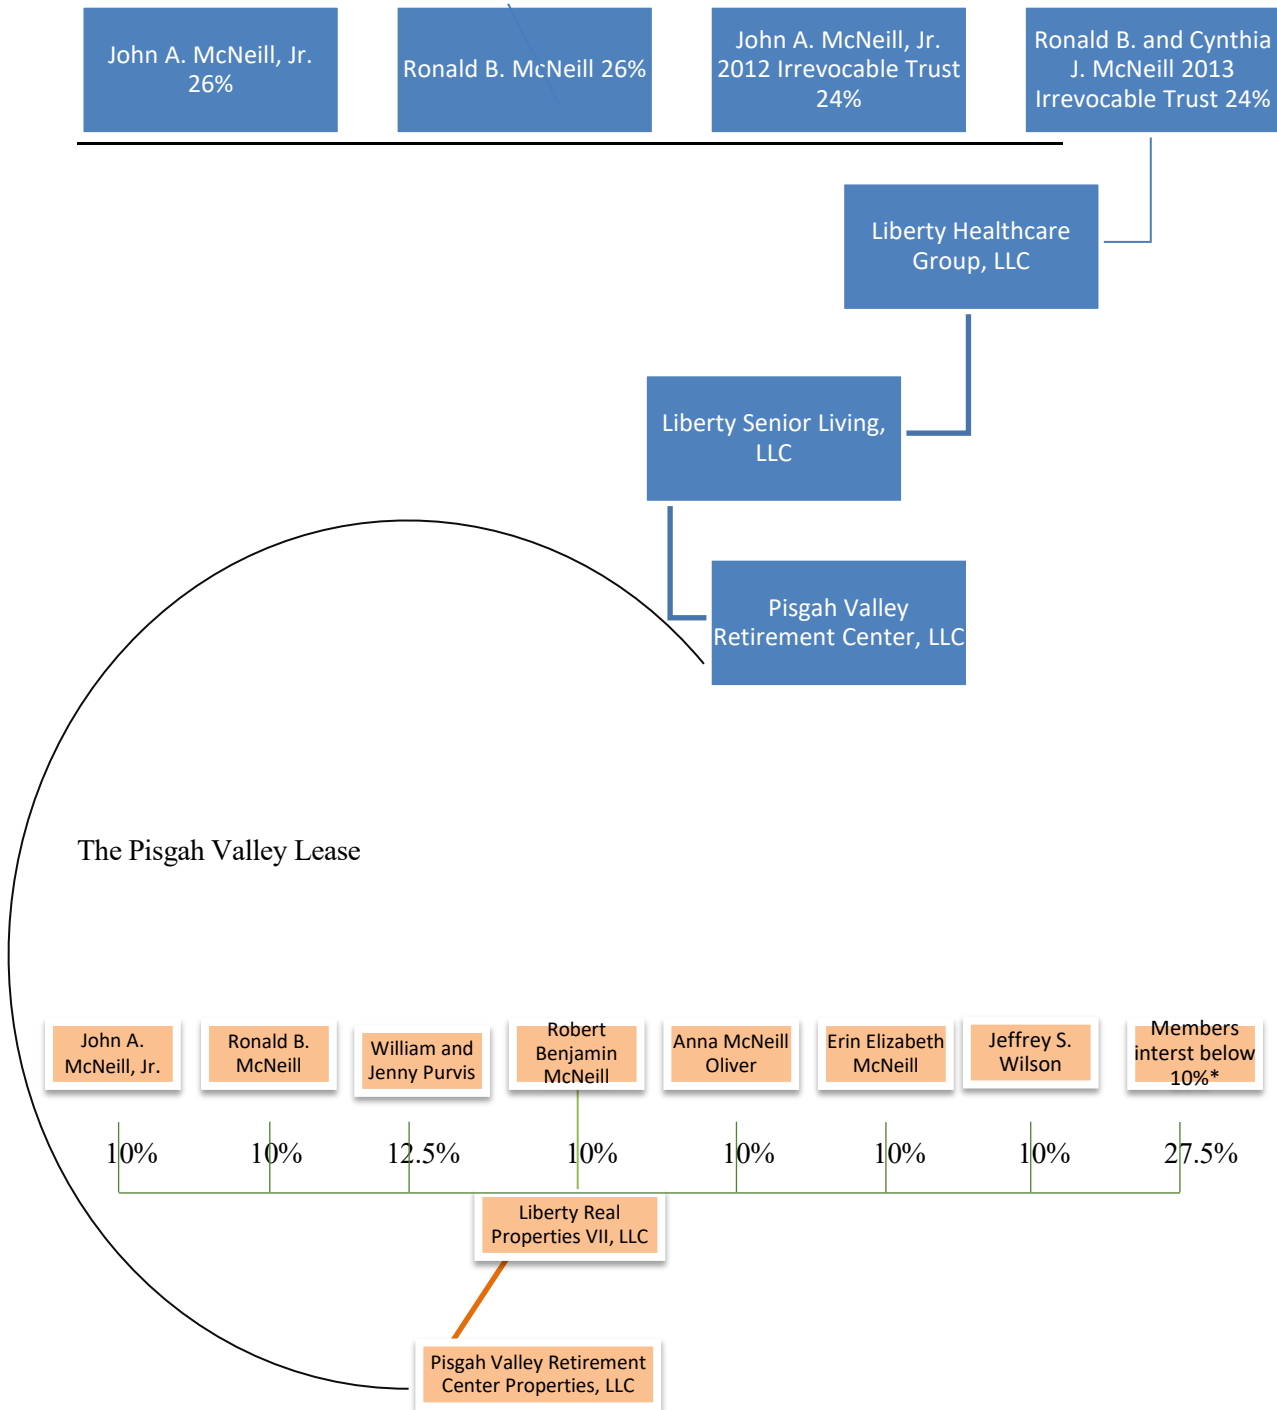 John A. McNeill, Jr.
26%
Ronald B. McNeill 26%
John A. McNeill, Jr.
2012 Irrevocable Trust
24%
Ronald B. and Cynthia
J. McNeill 2013
Irrevocable Trust 24%
Liberty Healthcare
Group, LLC
Liberty Senior Living,
LLC
Pisgah Valley
Retirement Center, LLC
The Pisgah Valley Lease
John A.
McNeill, Jr.
Ronald B.
McNeill
William and
Jenny Purvis
Robert
Benjamin
McNeill
Anna McNeill
Oliver
Erin Elizabeth
McNeill
Jeffrey S.
Wilson
Members
interst below
10%*
10% 10% 12.5% 10% 10% 10% 10% 27.5%
Liberty Real
Properties VII, LLC
Pisgah Valley Retirement
Center Properties, LLC